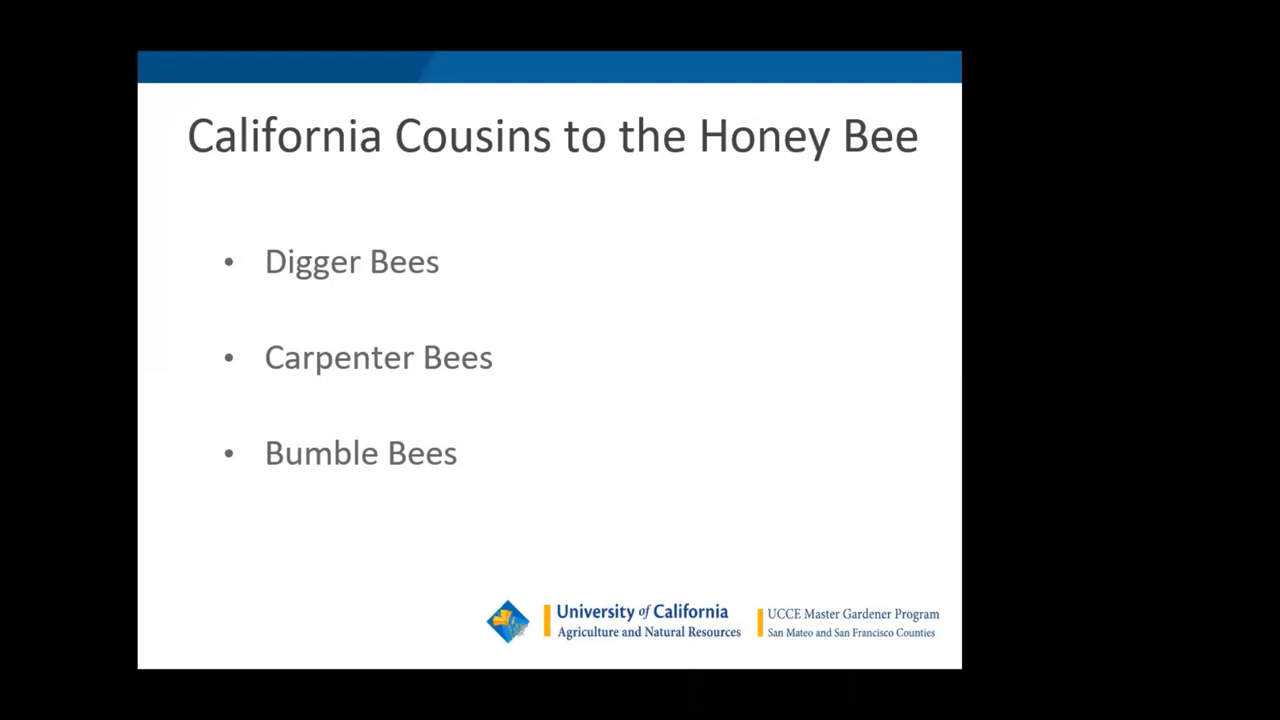 California Cousins to the Honey Bee
• Digger Bees
• Carpenter Bees
• Bumble Bees
University of California
Agriculture and Natural Resources
UCCE Master Gardener Program
San Mateo and San Francisco Counties